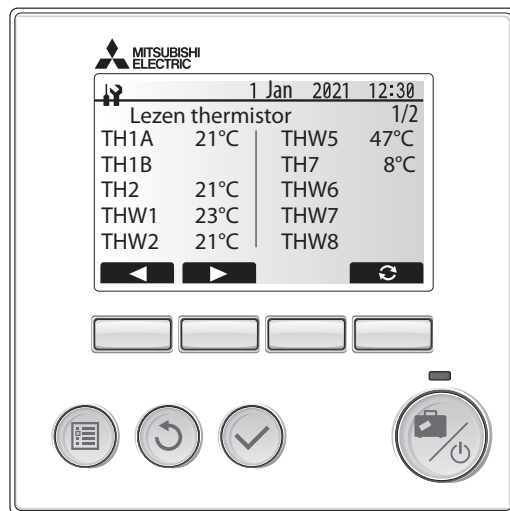 MITSUBISHI
ELECTRIC
1 Jan 2021 12:30
Lezen thermistor 1/2
TH1A 21°C THW5 47°C
TH1B TH7 8°C
TH2 21°C THW6
THW1 23°C THW7
THW2 21°C THW8